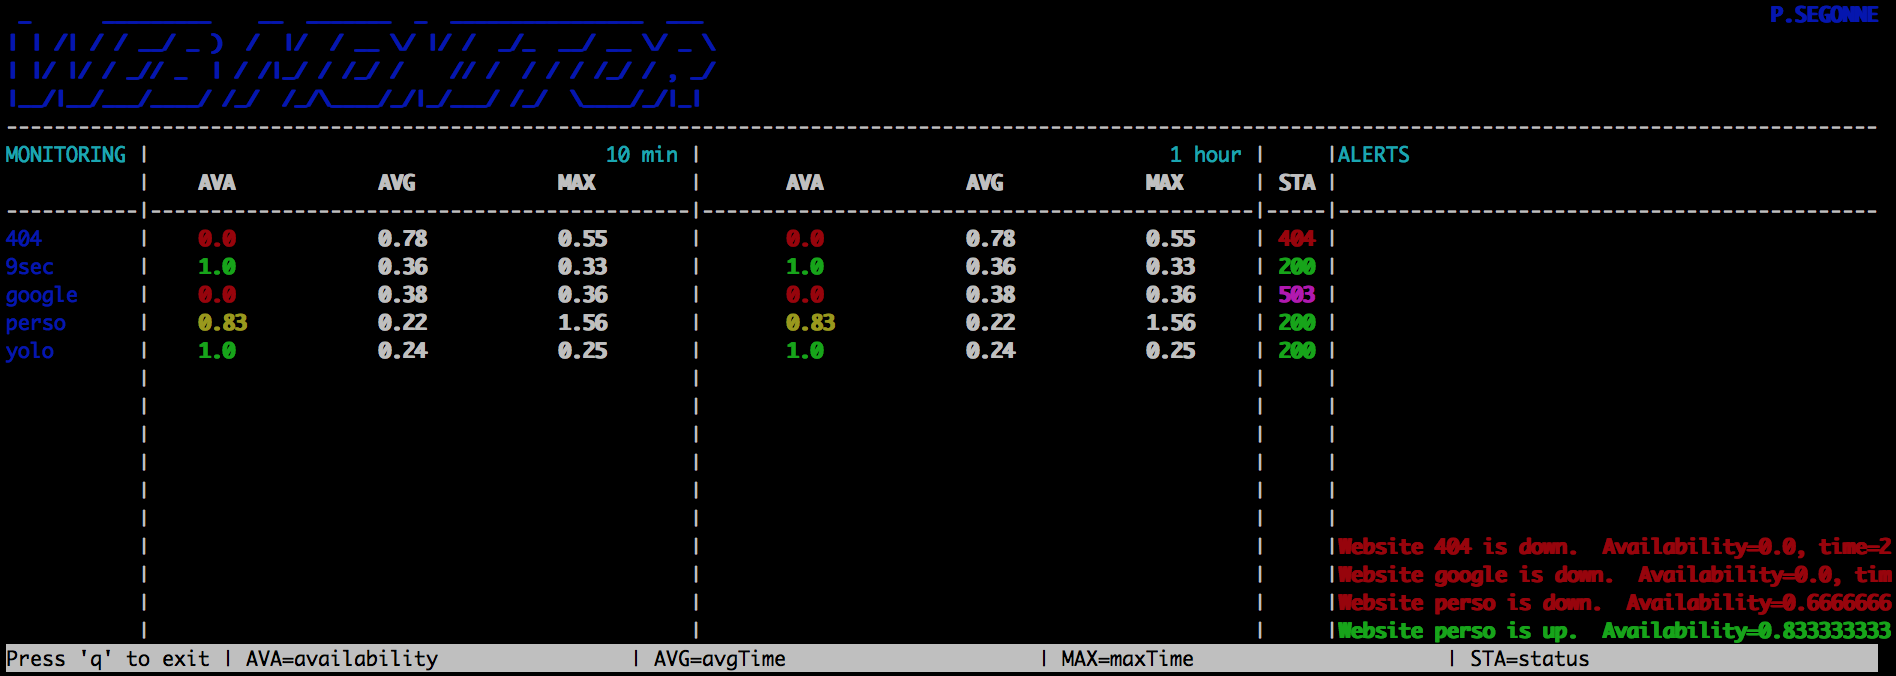 WEB MONITOR
P.SEGONNE
MONITORING | 10 min | 1 hour | |ALERTS
| AVA AVG MAX | AVA AVG MAX | STA |
404 | 0.0 0.78 0.55 | 0.0 0.78 0.55 | 404 |
9sec | 1.0 0.36 0.33 | 1.0 0.36 0.33 | 200 |
google | 0.0 0.38 0.36 | 0.0 0.38 0.36 | 503 |
perso | 0.83 0.22 1.56 | 0.83 0.22 1.56 | 200 |
yolo | 1.0 0.24 0.25 | 1.0 0.24 0.25 | 200 |
Website 404 is down. Availability=0.0, time=2
Website google is down. Availability=0.0, tim
Website perso is down. Availability=0.6666666
Website perso is up. Availability=0.833333333
Press 'q' to exit | AVA=availability | AVG=avgTime | MAX=maxTime | STA=status